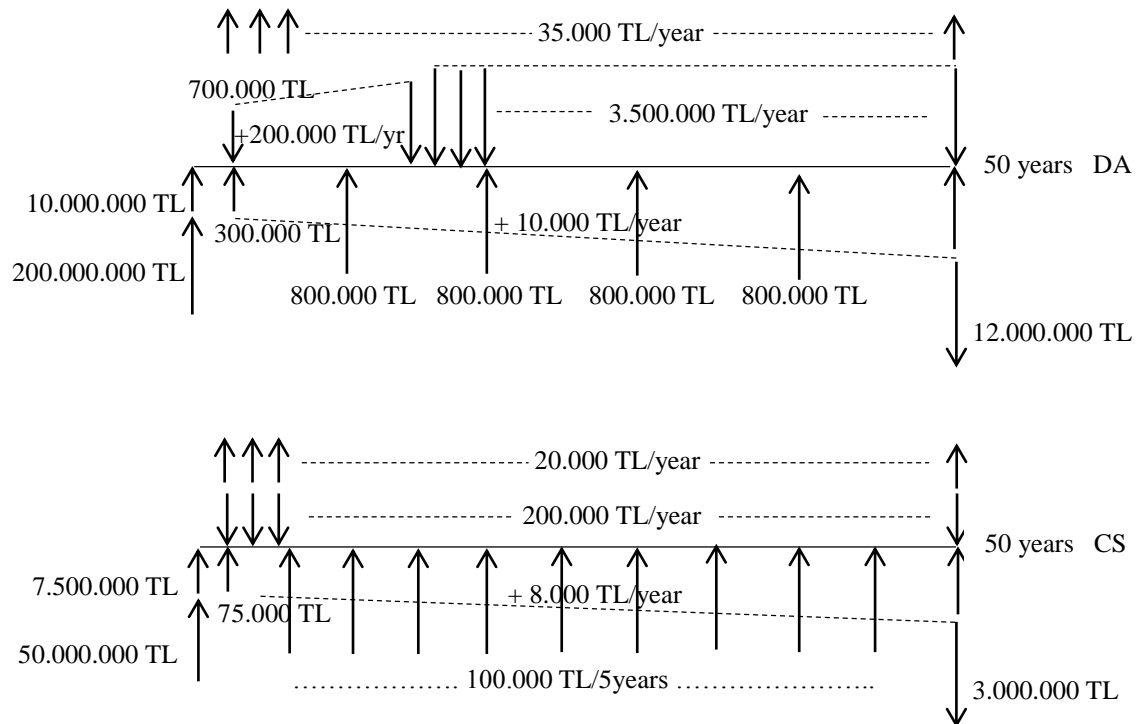 35.000 TL/year
700.000 TL
3.500.000 TL/year
+200.000 TL/yr
50 years DA
10.000.000 TL
300.000 TL
+ 10.000 TL/year
200.000.000 TL
800.000 TL 800.000 TL 800.000 TL 800.000 TL
12.000.000 TL
20.000 TL/year
200.000 TL/year
50 years CS
7.500.000 TL
75.000 TL
+ 8.000 TL/year
50.000.000 TL
100.000 TL/5years
3.000.000 TL